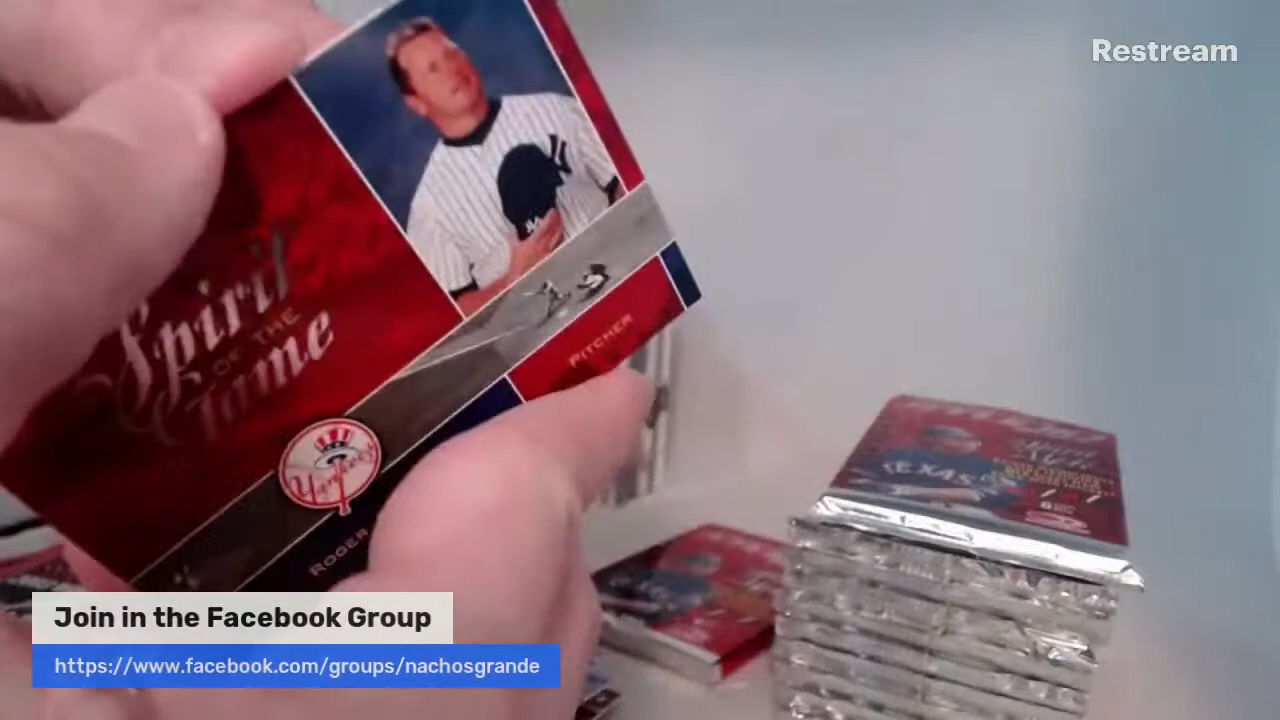 Restream
Spirit
OF THE
Game
PITCHER
Yankees
ROGER
TEXAS
Join in the Facebook Group
https://www.facebook.com/groups/nachosgrande